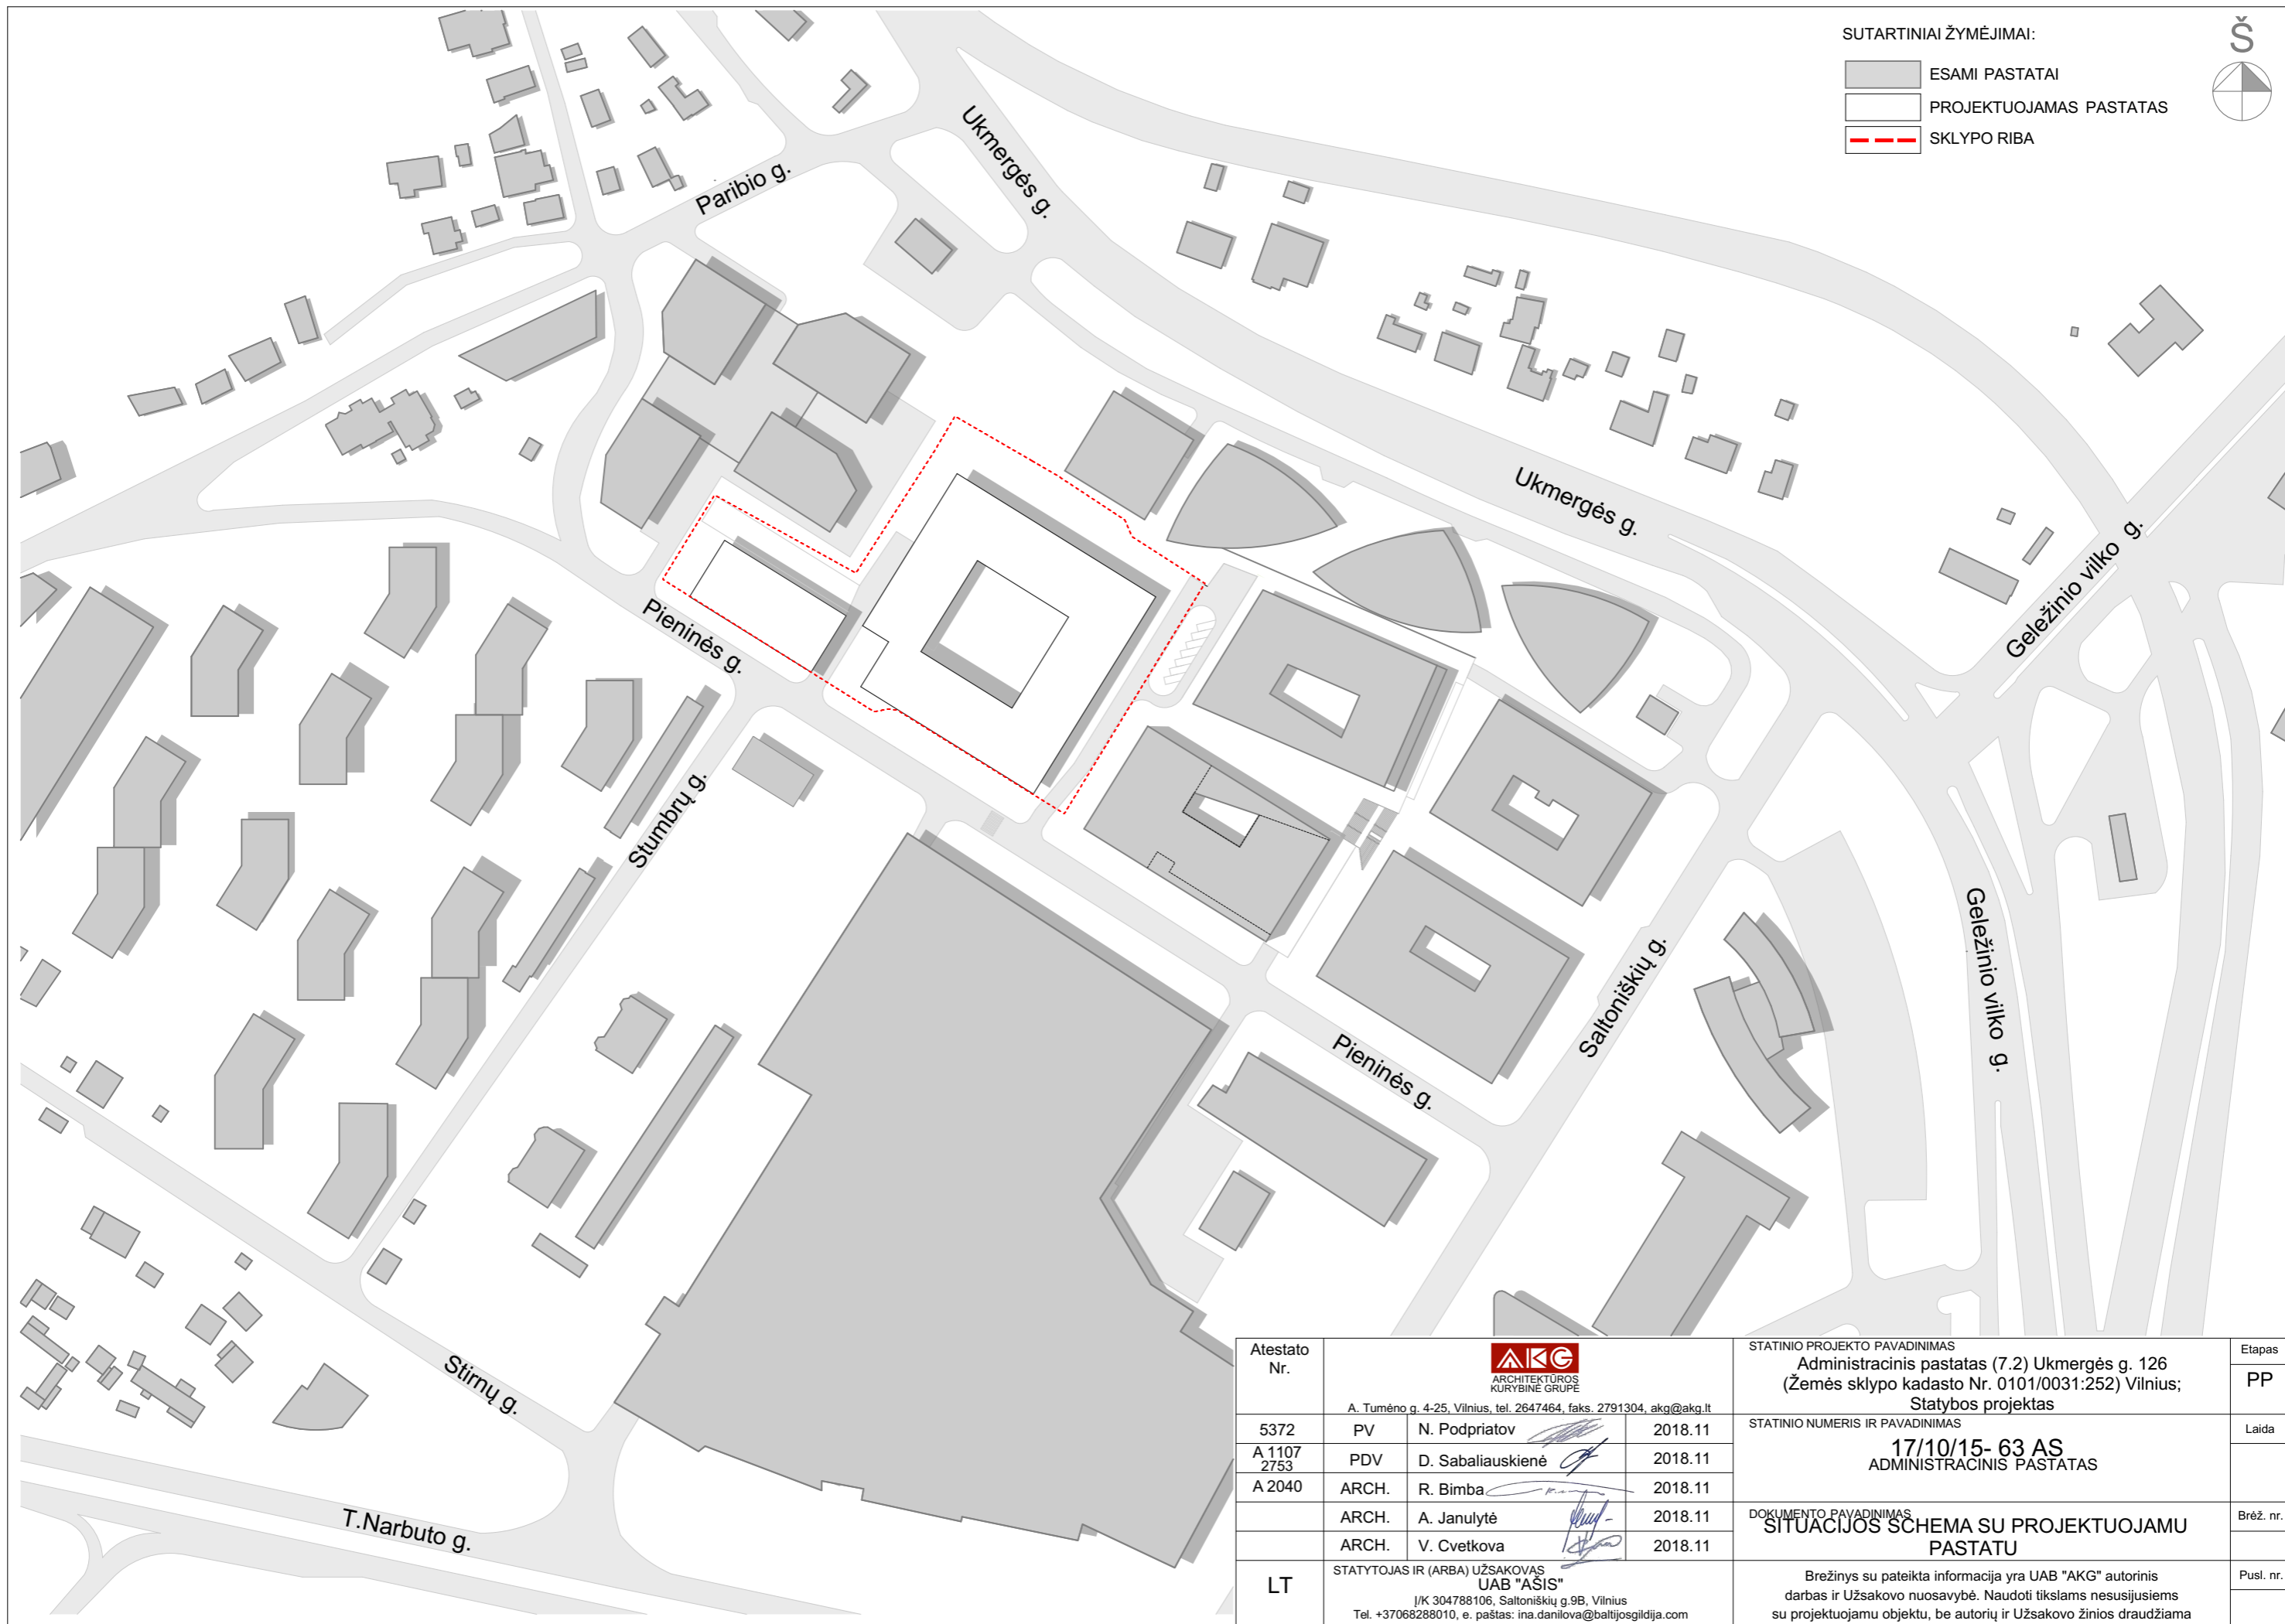 SUTARTINIAI ŽYMĖJIMAI:
Š
ESAMI PASTATAI
PROJEKTUOJAMAS PASTATAS
SKLYPO RIBA
Ukmergės g.
Paribio g.
Ukmergės g.
Geležinio vilko g.
Pieninės g.
Stumbrų g.
Geležinio vilko g.
Saltoniškių g.
Pieninės g.
Stirnų g.
T.Narbuto g.
Atestato
Nr.
AKG
ARCHITEKTŪROS
KURYBINĖ GRUPĖ
A. Tumėno g. 4-25, Vilnius, tel. 2647464, faks. 2791304, akg@akg.lt
STATINIO PROJEKTO PAVADINIMAS
Administracinis pastatas (7.2) Ukmergės g. 126
(Žemės sklypo kadasto Nr. 0101/0031:252) Vilnius;
Statybos projektas
Etapas
PP
5372 PV N. Podpriatov 2018.11
A 1107
2753 PDV D. Sabaliauskienė 2018.11
A 2040 ARCH. R. Bimba 2018.11
ARCH. A. Janulytė 2018.11
ARCH. V. Cvetkova 2018.11
STATINIO NUMERIS IR PAVADINIMAS
17/10/15- 63 AS
ADMINISTRACINIS PASTATAS
Laida
DOKUMENTO PAVADINIMAS
SITUACIJOS SCHEMA SU PROJEKTUOJAMU
PASTATU
Brėž. nr.
LT
STATYTOJAS IR (ARBA) UŽSAKOVAS
UAB "AŠIS"
Į/K 304788106, Saltoniškių g.9B, Vilnius
Tel. +37068288010, e. paštas: ina.danilova@baltijosgildija.com
Brežinys su pateikta informacija yra UAB "AKG" autorinis
darbas ir Užsakovo nuosavybė. Naudoti tikslams nesusijusiems
su projektuojamu objektu, be autorių ir Užsakovo žinios draudžiama
Pusl. nr.